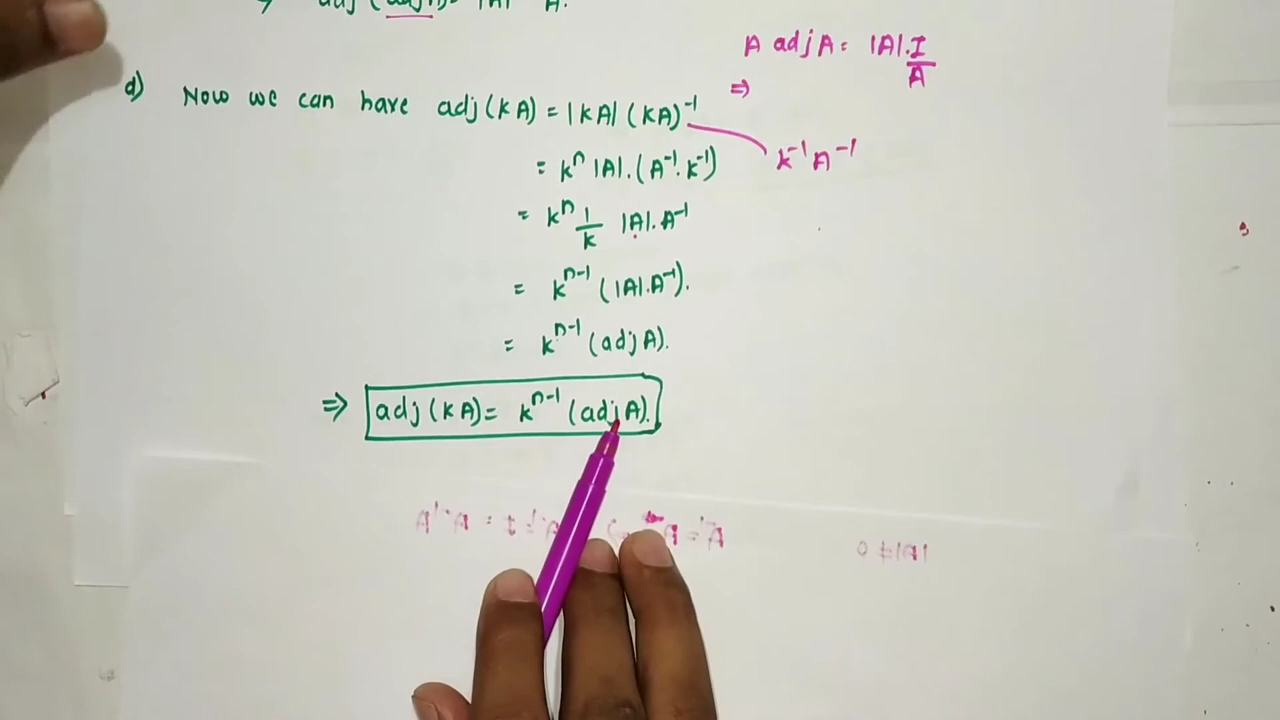 A.
A adj A = |A|.I
A
⇒
d) Now we can have adj(kA) = |kA| (kA)⁻¹
k⁻¹ A⁻¹
= kⁿ |A|. (A⁻¹. k⁻¹)
= kⁿ 1/k |A|. A⁻¹
= kⁿ⁻¹ (|A|. A⁻¹).
= kⁿ⁻¹ (adj A).
⇒ adj (kA) = kⁿ⁻¹ (adj A).